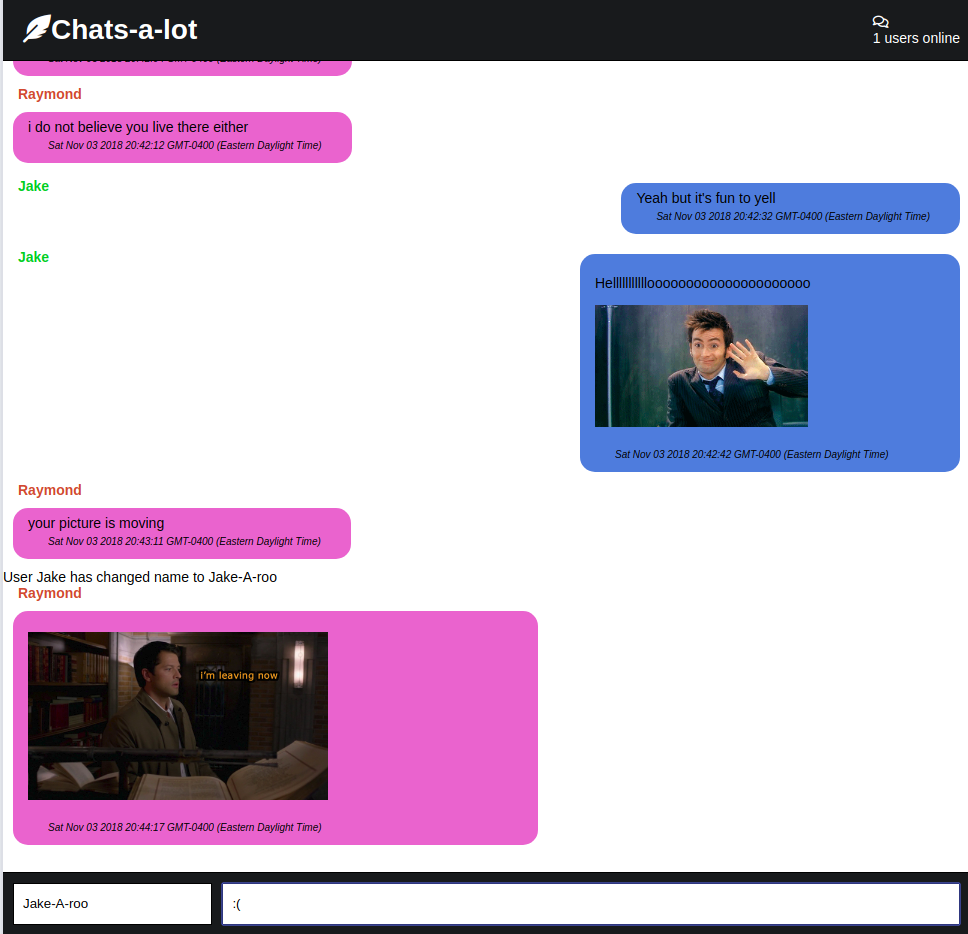 Chats-a-lot
1 users online
Raymond
i do not believe you live there either
Sat Nov 03 2018 20:42:12 GMT-0400 (Eastern Daylight Time)
Jake
Yeah but it's fun to yell
Sat Nov 03 2018 20:42:32 GMT-0400 (Eastern Daylight Time)
Jake
Hellllllllllloooooooooooooooooooooo
Sat Nov 03 2018 20:42:42 GMT-0400 (Eastern Daylight Time)
Raymond
your picture is moving
Sat Nov 03 2018 20:43:11 GMT-0400 (Eastern Daylight Time)
User Jake has changed name to Jake-A-roo
Raymond
i'm leaving now
Sat Nov 03 2018 20:44:17 GMT-0400 (Eastern Daylight Time)
Jake-A-roo
:(